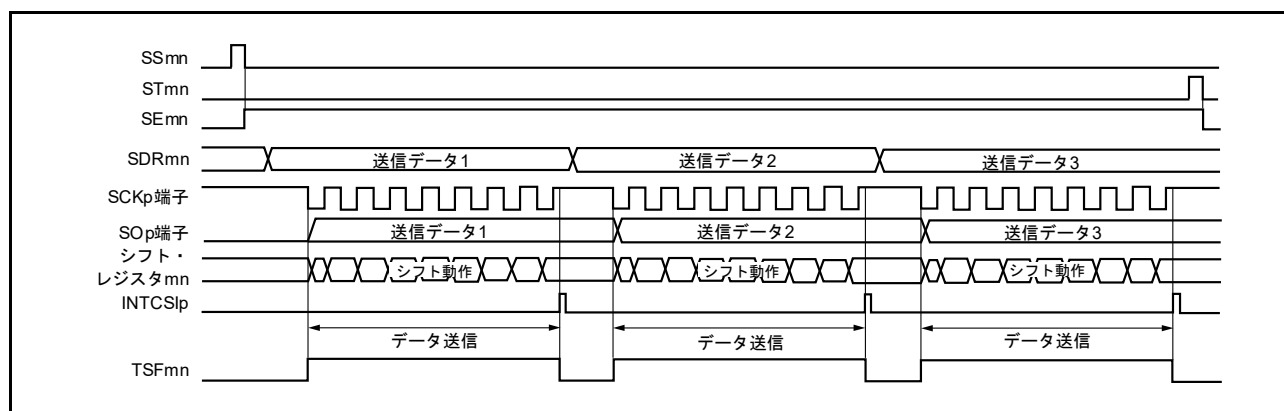 SSmn
STmn
SEmn
SDRmn 送信データ1 送信データ2 送信データ3
SCKp端子
SOp端子 送信データ1 送信データ2 送信データ3
シフト・
レジスタmn シフト動作 シフト動作 シフト動作
INTCSIp
データ送信 データ送信 データ送信
TSFmn